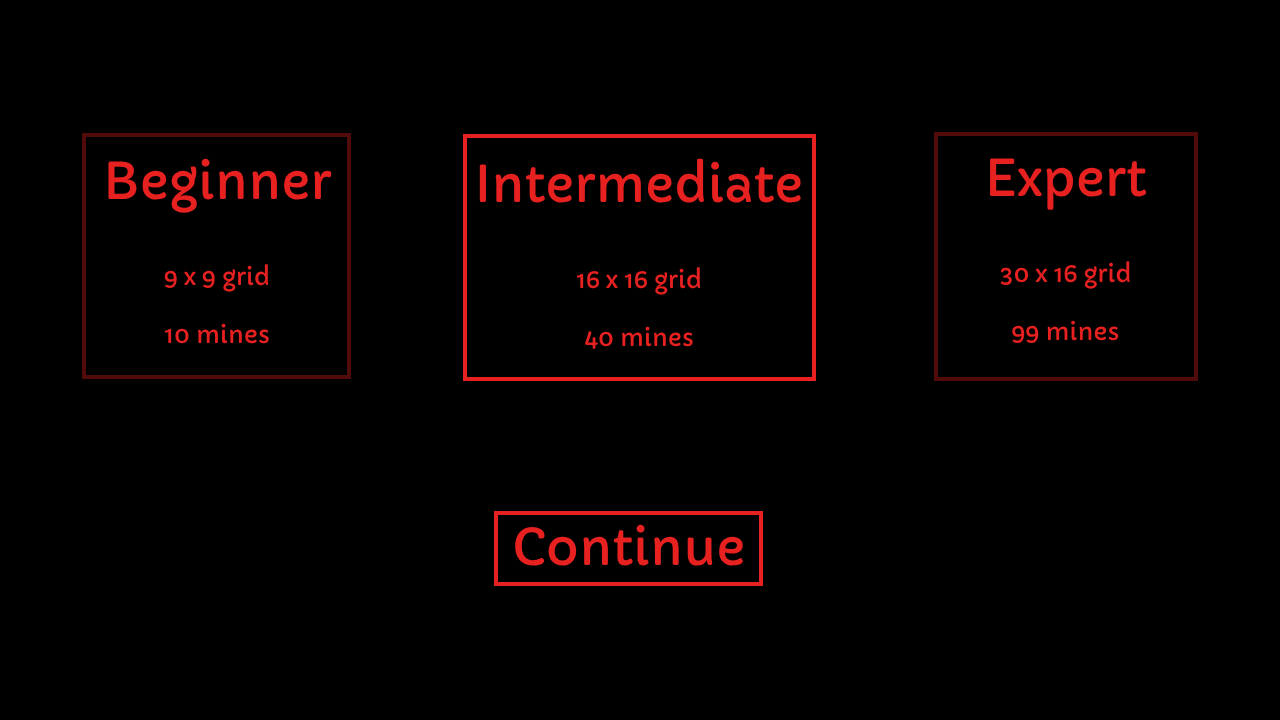 Beginner
9 x 9 grid
10 mines
Intermediate
16 x 16 grid
40 mines
Expert
30 x 16 grid
99 mines
Continue